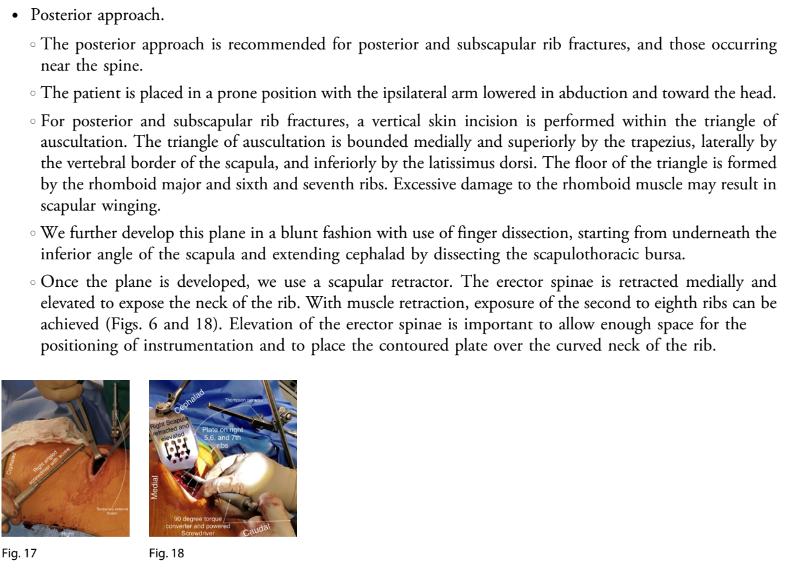 • Posterior approach.
○ The posterior approach is recommended for posterior and subscapular rib fractures, and those occurring
near the spine.
○ The patient is placed in a prone position with the ipsilateral arm lowered in abduction and toward the head.
○ For posterior and subscapular rib fractures, a vertical skin incision is performed within the triangle of
auscultation. The triangle of auscultation is bounded medially and superiorly by the trapezius, laterally by
the vertebral border of the scapula, and inferiorly by the latissimus dorsi. The floor of the triangle is formed
by the rhomboid major and sixth and seventh ribs. Excessive damage to the rhomboid muscle may result in
scapular winging.
○ We further develop this plane in a blunt fashion with use of finger dissection, starting from underneath the
inferior angle of the scapula and extending cephalad by dissecting the scapulothoracic bursa.
○ Once the plane is developed, we use a scapular retractor. The erector spinae is retracted medially and
elevated to expose the neck of the rib. With muscle retraction, exposure of the second to eighth ribs can be
achieved (Figs. 6 and 18). Elevation of the erector spinae is important to allow enough space for the
positioning of instrumentation and to place the contoured plate over the curved neck of the rib.
Cephalad
Right angled
screwdriver with screw
Cephalad
Thompson retractor
Right Scapula
retracted and
elevated
Plate on right
5,6, and 7th
ribs
Medial
90 degree torque
converter and powered
Screwdriver
Caudal
Fig. 17
Fig. 18